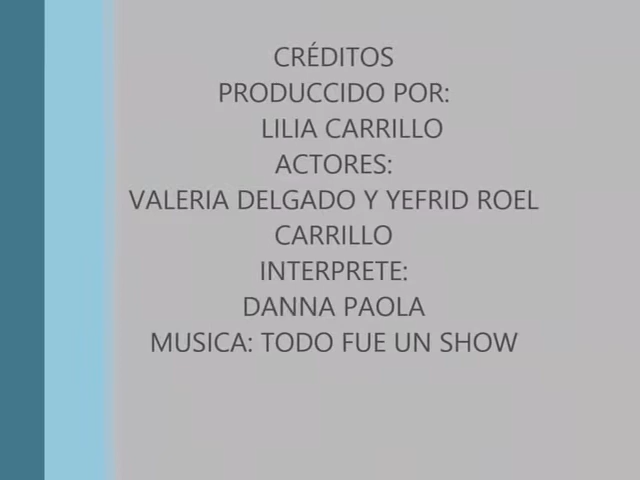 CRÉDITOS
PRODUCCIDO POR:
LILIA CARRILLO
ACTORES:
VALERIA DELGADO Y YEFRID ROEL
CARRILLO
INTERPRETE:
DANNA PAOLA
MUSICA: TODO FUE UN SHOW